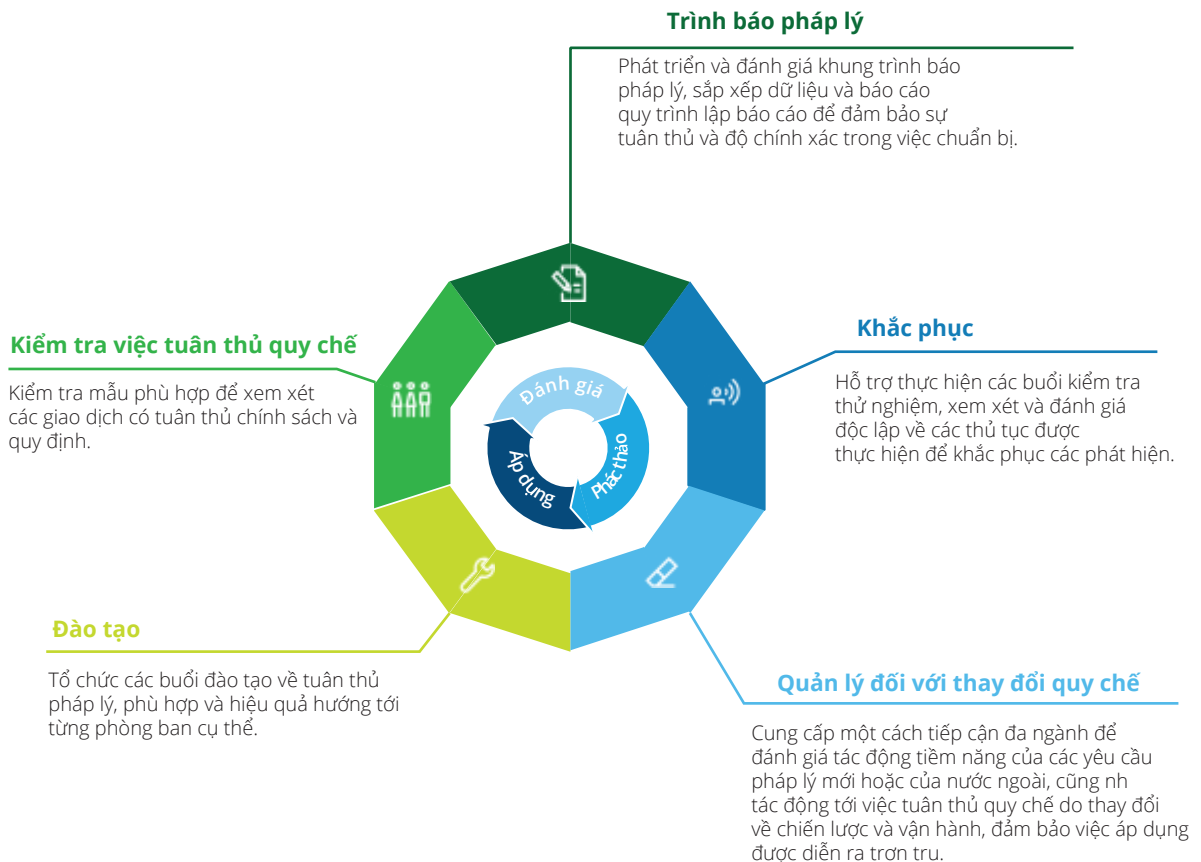 Trình báo pháp lý
Phát triển và đánh giá khung trình báo
pháp lý, sắp xếp dữ liệu và báo cáo
quy trình lập báo cáo để đảm bảo sự
tuân thủ và độ chính xác trong việc chuẩn bị.
Khắc phục
Hỗ trợ thực hiện các buổi kiểm tra
thử nghiệm, xem xét và đánh giá
độc lập về các thủ tục được
thực hiện để khắc phục các phát hiện.
Kiểm tra việc tuân thủ quy chế
Kiểm tra mẫu phù hợp để xem xét
các giao dịch có tuân thủ chính sách và
quy định.
Đánh giá
Phác thảo
Áp dụng
Đào tạo
Tổ chức các buổi đào tạo về tuân thủ
pháp lý, phù hợp và hiệu quả hướng tới
từng phòng ban cụ thể.
Quản lý đối với thay đổi quy chế
Cung cấp một cách tiếp cận đa ngành để
đánh giá tác động tiềm năng của các yêu cầu
pháp lý mới hoặc của nước ngoài, cũng nh
tác động tới việc tuân thủ quy chế do thay đổi
về chiến lược và vận hành, đảm bảo việc áp dụng
được diễn ra trơn tru.